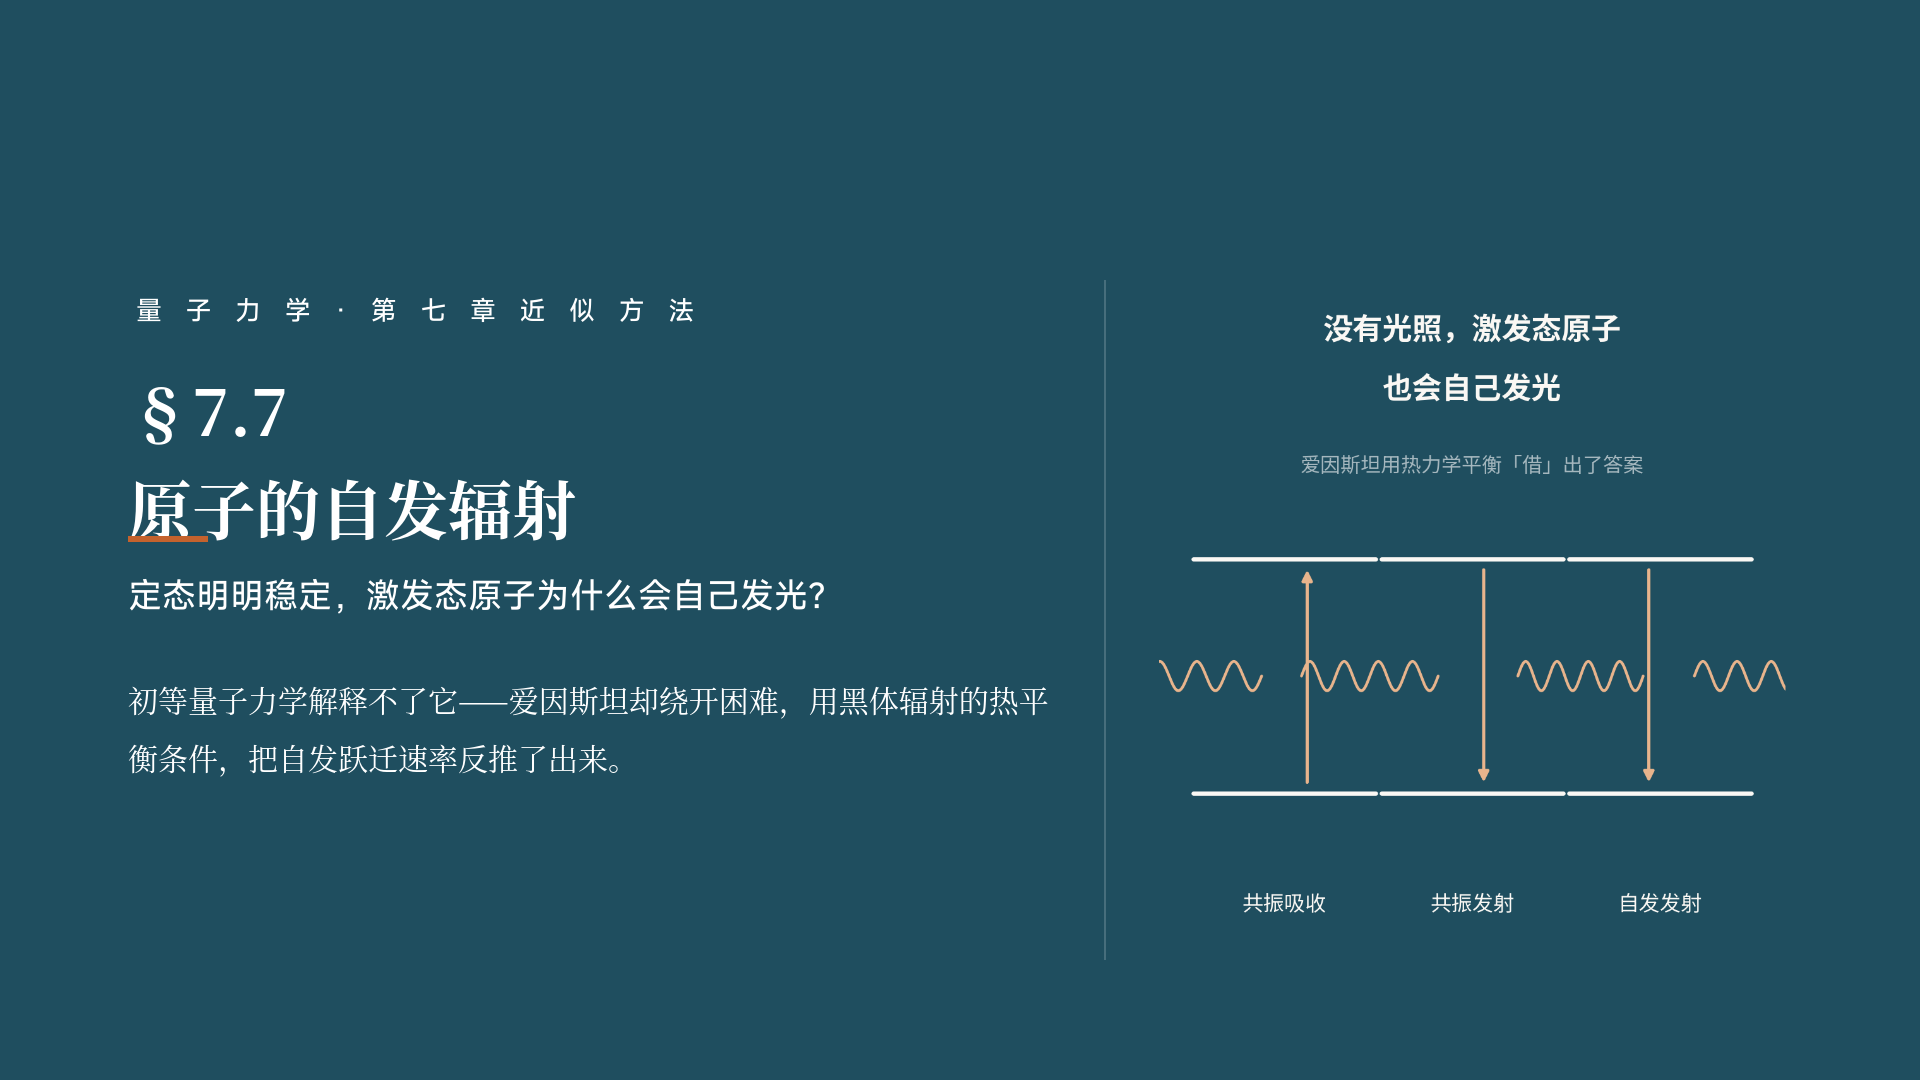 量子力学·第七章近似方法
§7.7
原子的自发辐射
定态明明稳定，激发态原子为什么会自己发光？
初等量子力学解释不了它——爱因斯坦却绕开困难，用黑体辐射的热平
衡条件，把自发跃迁速率反推了出来。
没有光照，激发态原子
也会自己发光
爱因斯坦用热力学平衡「借」出了答案
共振吸收
共振发射
自发发射